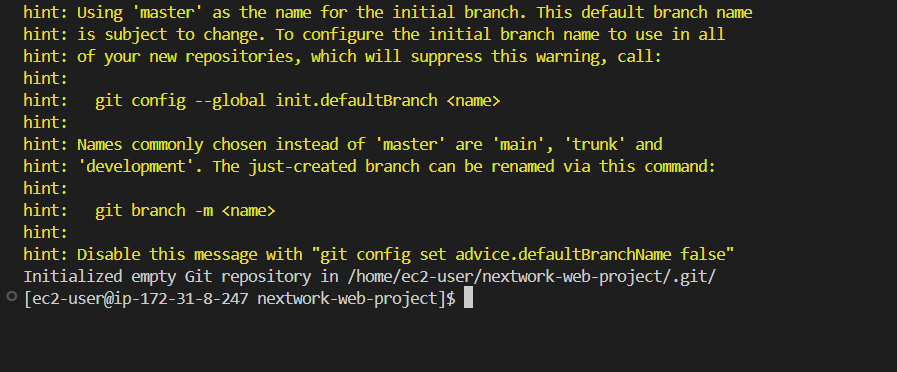 hint: Using 'master' as the name for the initial branch. This default branch name
hint: is subject to change. To configure the initial branch name to use in all
hint: of your new repositories, which will suppress this warning, call:
hint:
hint:   git config --global init.defaultBranch <name>
hint:
hint: Names commonly chosen instead of 'master' are 'main', 'trunk' and
hint: 'development'. The just-created branch can be renamed via this command:
hint:
hint:   git branch -m <name>
hint:
hint: Disable this message with "git config set advice.defaultBranchName false"
Initialized empty Git repository in /home/ec2-user/nextwork-web-project/.git/
[ec2-user@ip-172-31-8-247 nextwork-web-project]$